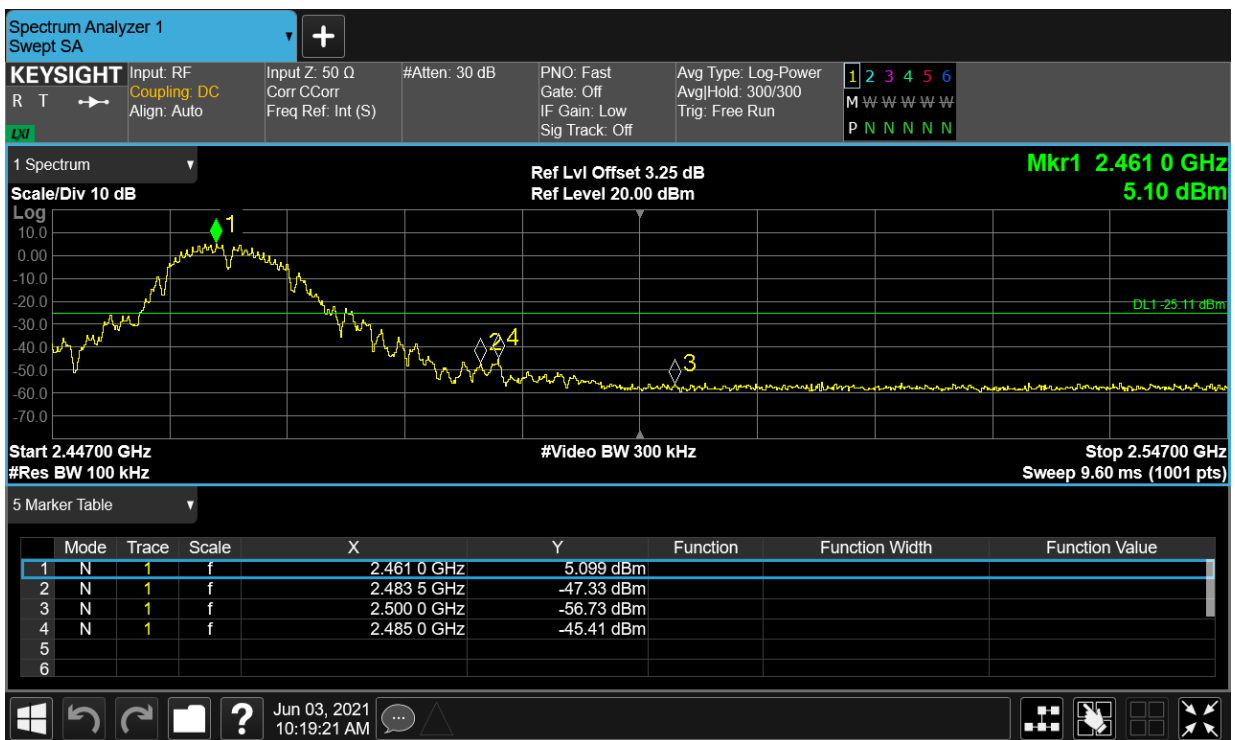 Spectrum Analyzer 1
Swept SA
+
KEYSIGHT
R T
LXI
Input: RF
Coupling: DC
Align: Auto
Input Z: 50 Ω
Corr CCorr
Freq Ref: Int (S)
#Atten: 30 dB
PNO: Fast
Gate: Off
IF Gain: Low
Sig Track: Off
Avg Type: Log-Power
Avg|Hold: 300/300
Trig: Free Run
1 2 3 4 5 6
M W W W W W
P N N N N N
1 Spectrum
Scale/Div 10 dB
Ref Lvl Offset 3.25 dB
Ref Level 20.00 dBm
Mkr1 2.461 0 GHz
5.10 dBm
Log
10.0
0.00
-10.0
-20.0
-30.0
-40.0
-50.0
-60.0
-70.0
1
2
4
3
DL1 -25.11 dBm
Start 2.44700 GHz
#Video BW 300 kHz
Stop 2.54700 GHz
#Res BW 100 kHz
Sweep 9.60 ms (1001 pts)
5 Marker Table
Mode Trace Scale X Y Function Function Width Function Value
1 N 1 f 2.461 0 GHz 5.099 dBm
2 N 1 f 2.483 5 GHz -47.33 dBm
3 N 1 f 2.500 0 GHz -56.73 dBm
4 N 1 f 2.485 0 GHz -45.41 dBm
5
6
?
Jun 03, 2021
10:19:21 AM